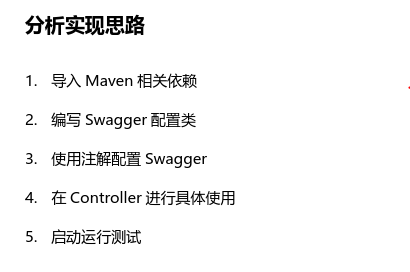 分析实现思路
1. 导入 Maven 相关依赖
2. 编写 Swagger 配置类
3. 使用注解配置 Swagger
4. 在 Controller 进行具体使用
5. 启动运行测试